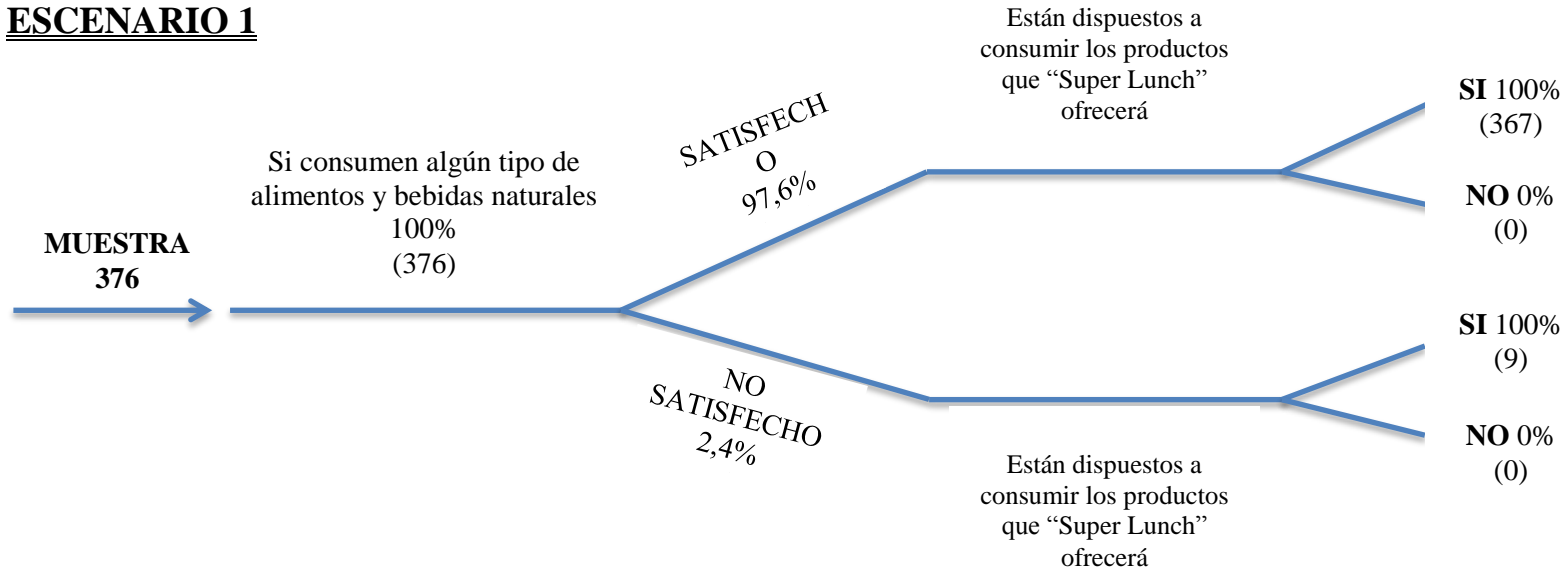 ESCENARIO 1
MUESTRA
376
Si consumen algún tipo de
alimentos y bebidas naturales
100%
(376)
SATISFECH
O
97,6%
Están dispuestos a
consumir los productos
que “Super Lunch”
ofrecerá
SI 100%
(367)
NO 0%
(0)
NO
SATISFECHO
2,4%
Están dispuestos a
consumir los productos
que “Super Lunch”
ofrecerá
SI 100%
(9)
NO 0%
(0)